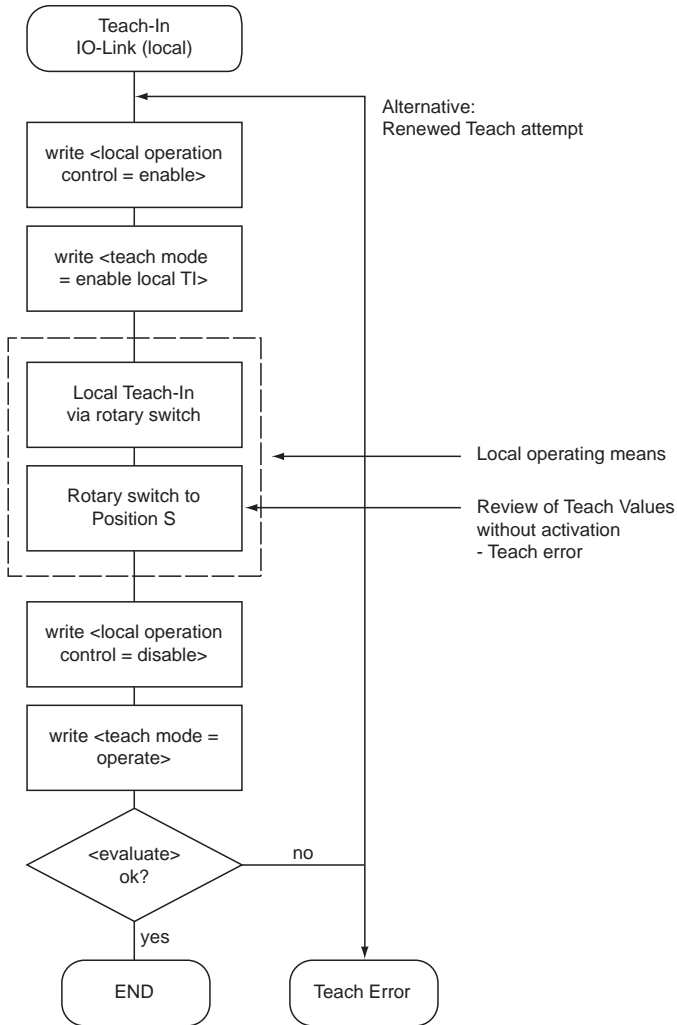 Teach-In
IO-Link (local)
Alternative:
Renewed Teach attempt
write <local operation
control = enable>
write <teach mode
= enable local TI>
Local Teach-In
via rotary switch
Local operating means
Rotary switch to
Position S
Review of Teach Values
without activation
- Teach error
write <local operation
control = disable>
write <teach mode =
operate>
<evaluate>
ok?
no
yes
END
Teach Error